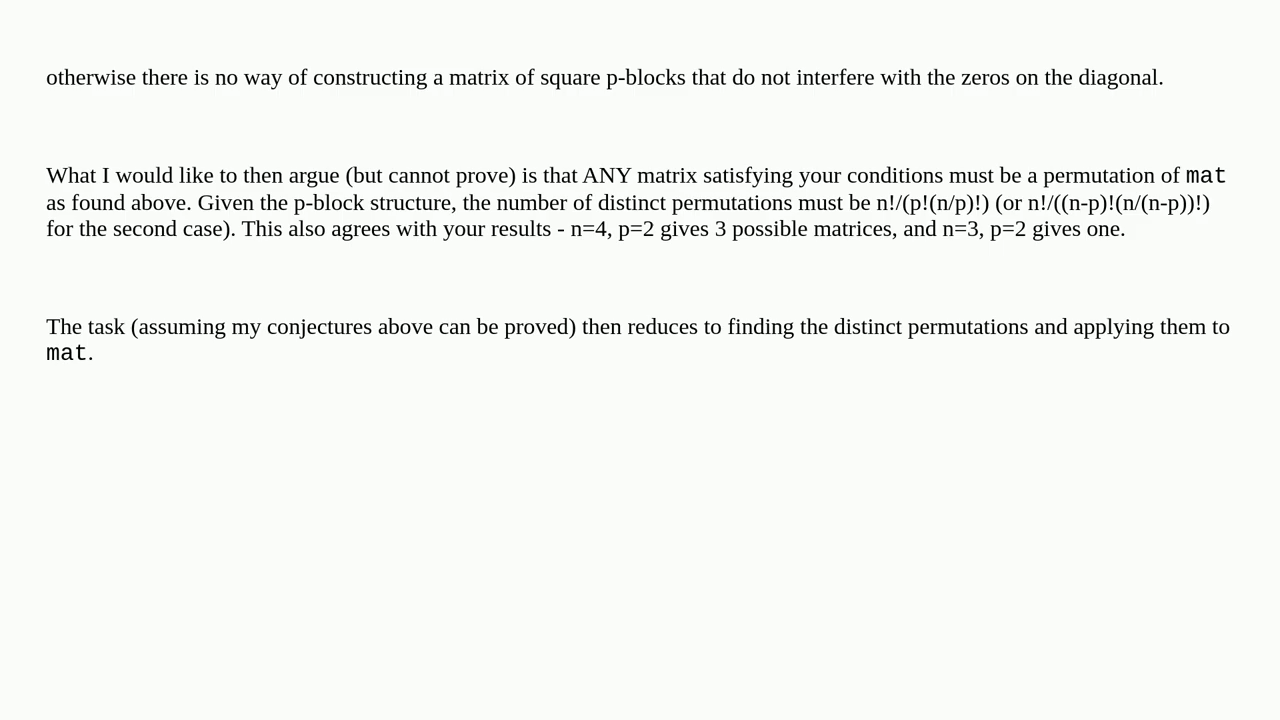 otherwise there is no way of constructing a matrix of square p-blocks that do not interfere with the zeros on the diagonal.
What I would like to then argue (but cannot prove) is that ANY matrix satisfying your conditions must be a permutation of mat
as found above. Given the p-block structure, the number of distinct permutations must be n!/(p!(n/p)!) (or n!/((n-p)!(n/(n-p))!)
for the second case). This also agrees with your results - n=4, p=2 gives 3 possible matrices, and n=3, p=2 gives one.
The task (assuming my conjectures above can be proved) then reduces to finding the distinct permutations and applying them to
mat.